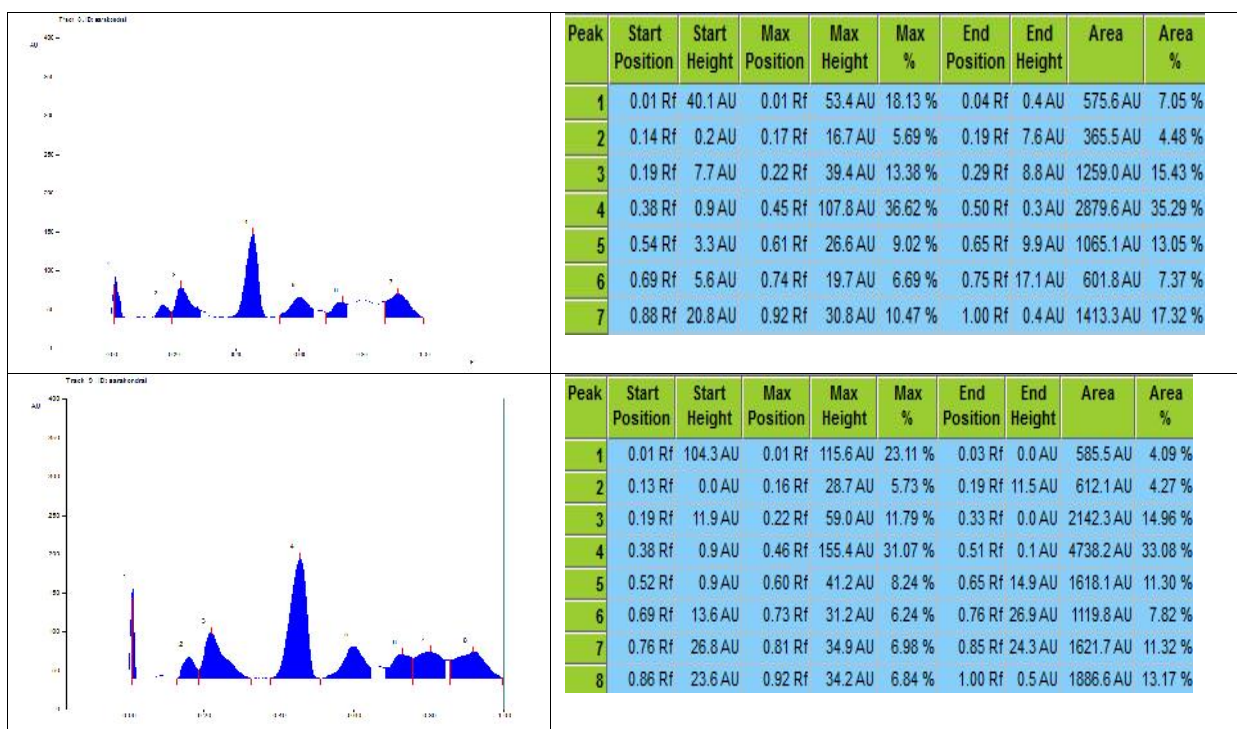 AU
Peak Start Position Start Height Max Position Max Height Max % End Position End Height Area Area %
1 0.01 Rf 40.1 AU 0.01 Rf 53.4 AU 18.13 % 0.04 Rf 0.4 AU 575.6 AU 7.05 %
2 0.14 Rf 0.2 AU 0.17 Rf 16.7 AU 5.69 % 0.19 Rf 7.6 AU 365.5 AU 4.48 %
3 0.19 Rf 7.7 AU 0.22 Rf 39.4 AU 13.38 % 0.29 Rf 8.8 AU 1259.0 AU 15.43 %
4 0.38 Rf 0.9 AU 0.45 Rf 107.8 AU 36.62 % 0.50 Rf 0.3 AU 2879.6 AU 35.29 %
5 0.54 Rf 3.3 AU 0.61 Rf 26.6 AU 9.02 % 0.65 Rf 9.9 AU 1065.1 AU 13.05 %
6 0.69 Rf 5.6 AU 0.74 Rf 19.7 AU 6.69 % 0.75 Rf 17.1 AU 601.8 AU 7.37 %
7 0.88 Rf 20.8 AU 0.92 Rf 30.8 AU 10.47 % 1.00 Rf 0.4 AU 1413.3 AU 17.32 %
AU
Peak Start Position Start Height Max Position Max Height Max % End Position End Height Area Area %
1 0.01 Rf 104.3 AU 0.01 Rf 115.6 AU 23.11 % 0.03 Rf 0.0 AU 585.5 AU 4.09 %
2 0.13 Rf 0.0 AU 0.16 Rf 28.7 AU 5.73 % 0.19 Rf 11.5 AU 612.1 AU 4.27 %
3 0.19 Rf 11.9 AU 0.22 Rf 59.0 AU 11.79 % 0.33 Rf 0.0 AU 2142.3 AU 14.96 %
4 0.38 Rf 0.9 AU 0.46 Rf 155.4 AU 31.07 % 0.51 Rf 0.1 AU 4738.2 AU 33.08 %
5 0.52 Rf 0.9 AU 0.60 Rf 41.2 AU 8.24 % 0.65 Rf 14.9 AU 1618.1 AU 11.30 %
6 0.69 Rf 13.6 AU 0.73 Rf 31.2 AU 6.24 % 0.76 Rf 26.9 AU 1119.8 AU 7.82 %
7 0.76 Rf 26.8 AU 0.81 Rf 34.9 AU 6.98 % 0.85 Rf 24.3 AU 1621.7 AU 11.32 %
8 0.86 Rf 23.6 AU 0.92 Rf 34.2 AU 6.84 % 1.00 Rf 0.5 AU 1886.6 AU 13.17 %